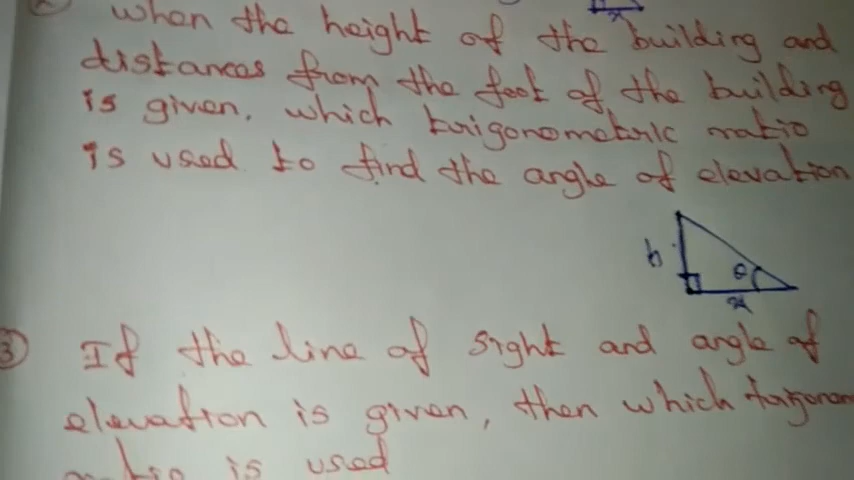 When the height of the building and
distances from the foot of the building
is given, which trigonometric ratio
is used to find the angle of elevation
h
θ
x
3 If the line of sight and angle of
elevation is given, then which
is used